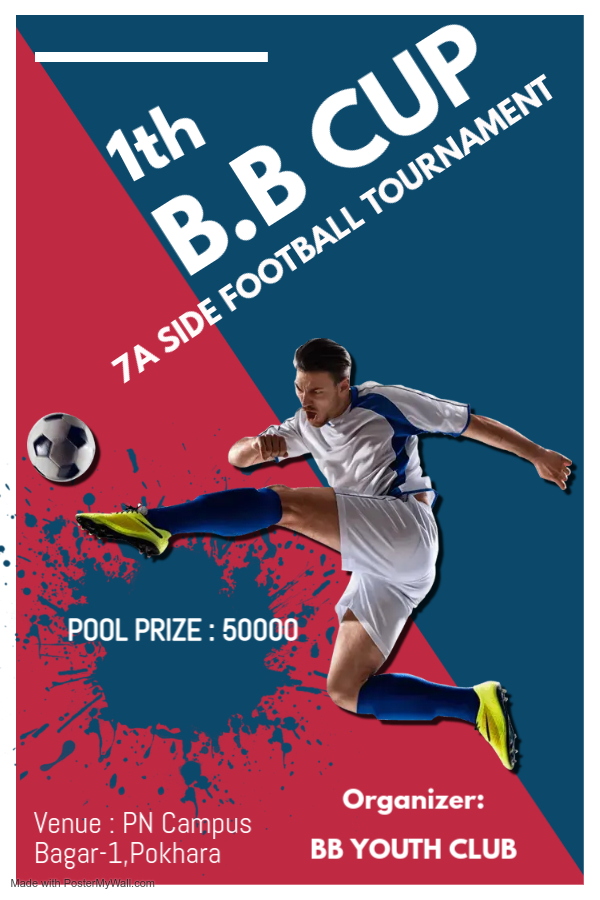 1th
B.B CUP
7A SIDE FOOTBALL TOURNAMENT
POOL PRIZE : 50000
Organizer:
BB YOUTH CLUB
Venue : PN Campus
Bagar-1,Pokhara
Made with PosterMyWall.com